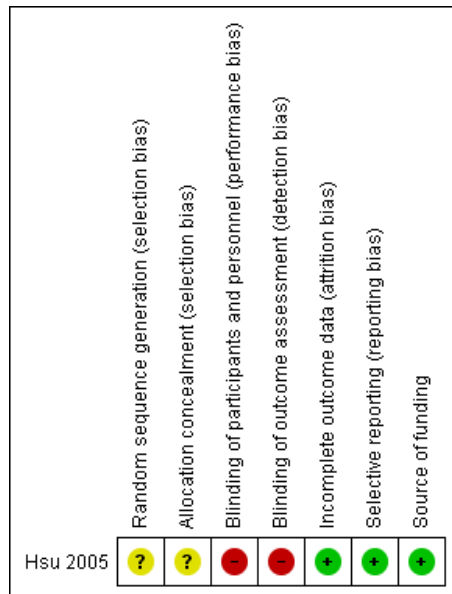 Random sequence generation (selection bias)
Allocation concealment (selection bias)
Blinding of participants and personnel (performance bias)
Blinding of outcome assessment (detection bias)
Incomplete outcome data (attrition bias)
Selective reporting (reporting bias)
Source of funding
Hsu 2005 ? ? - - + + +